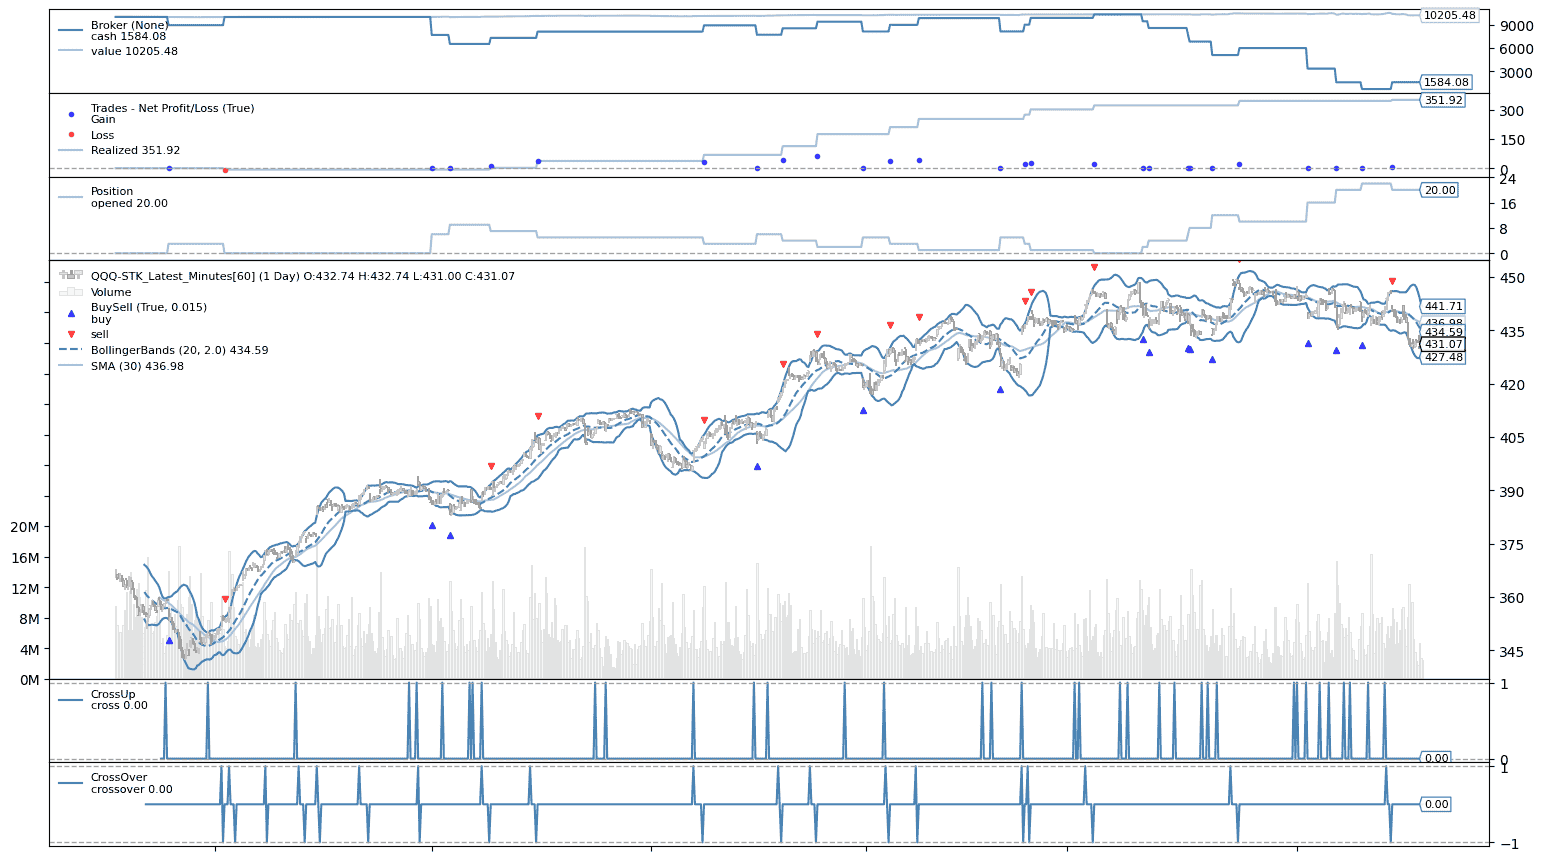 Broker (None)
cash 1584.08
value 10205.48
10205.48
9000
6000
3000
1584.08
Trades - Net Profit/Loss (True)
Gain
Loss
Realized 351.92
351.92
300
150
0
Position
opened 20.00
24
20.00
16
8
0
QQQ-STK_Latest_Minutes[60] (1 Day) O:432.74 H:432.74 L:431.00 C:431.07
Volume
BuySell (True, 0.015)
buy
sell
BollingerBands (20, 2.0) 434.59
SMA (30) 436.98
450
441.71
436.98
435
434.59
431.07
427.48
420
405
390
375
360
345
20M
16M
12M
8M
4M
0M
CrossUp
cross 0.00
1
0
0.00
CrossOver
crossover 0.00
1
0.00
−1